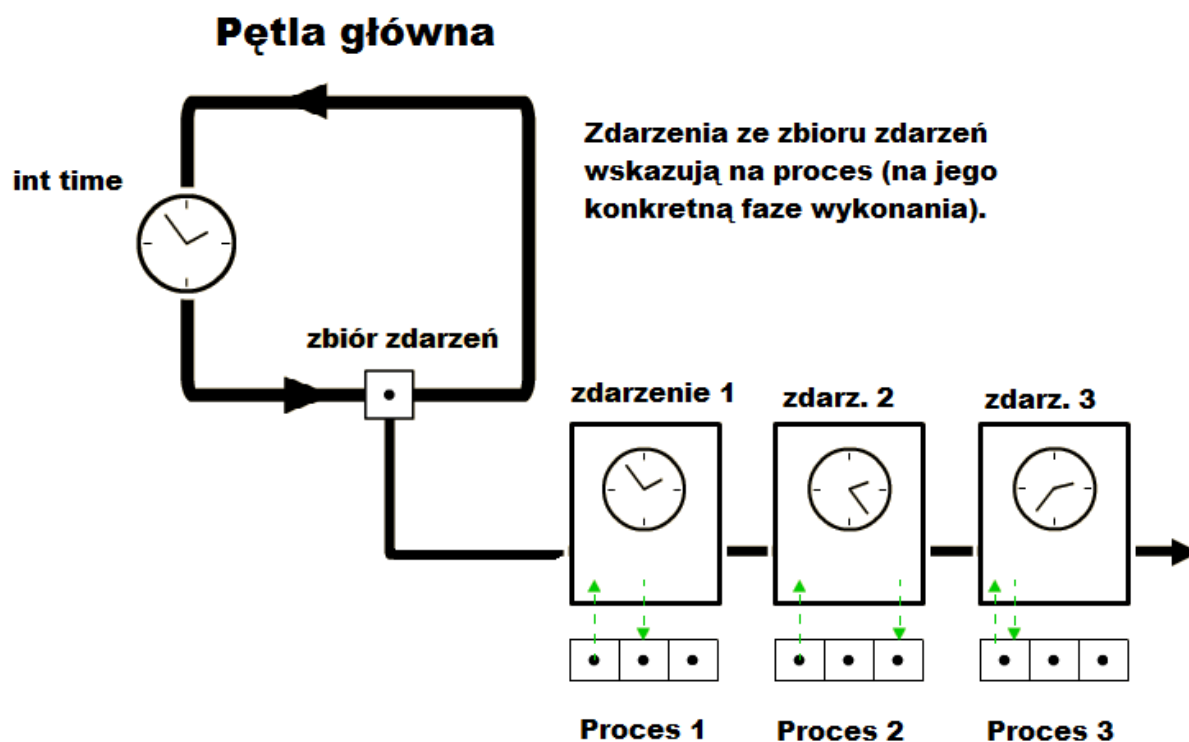 Pętla główna
Zdarzenia ze zbioru zdarzeń
wskazują na proces (na jego
konkretną faze wykonania).
int time
zbiór zdarzeń
zdarzenie 1
zdarz. 2
zdarz. 3
Proces 1
Proces 2
Proces 3